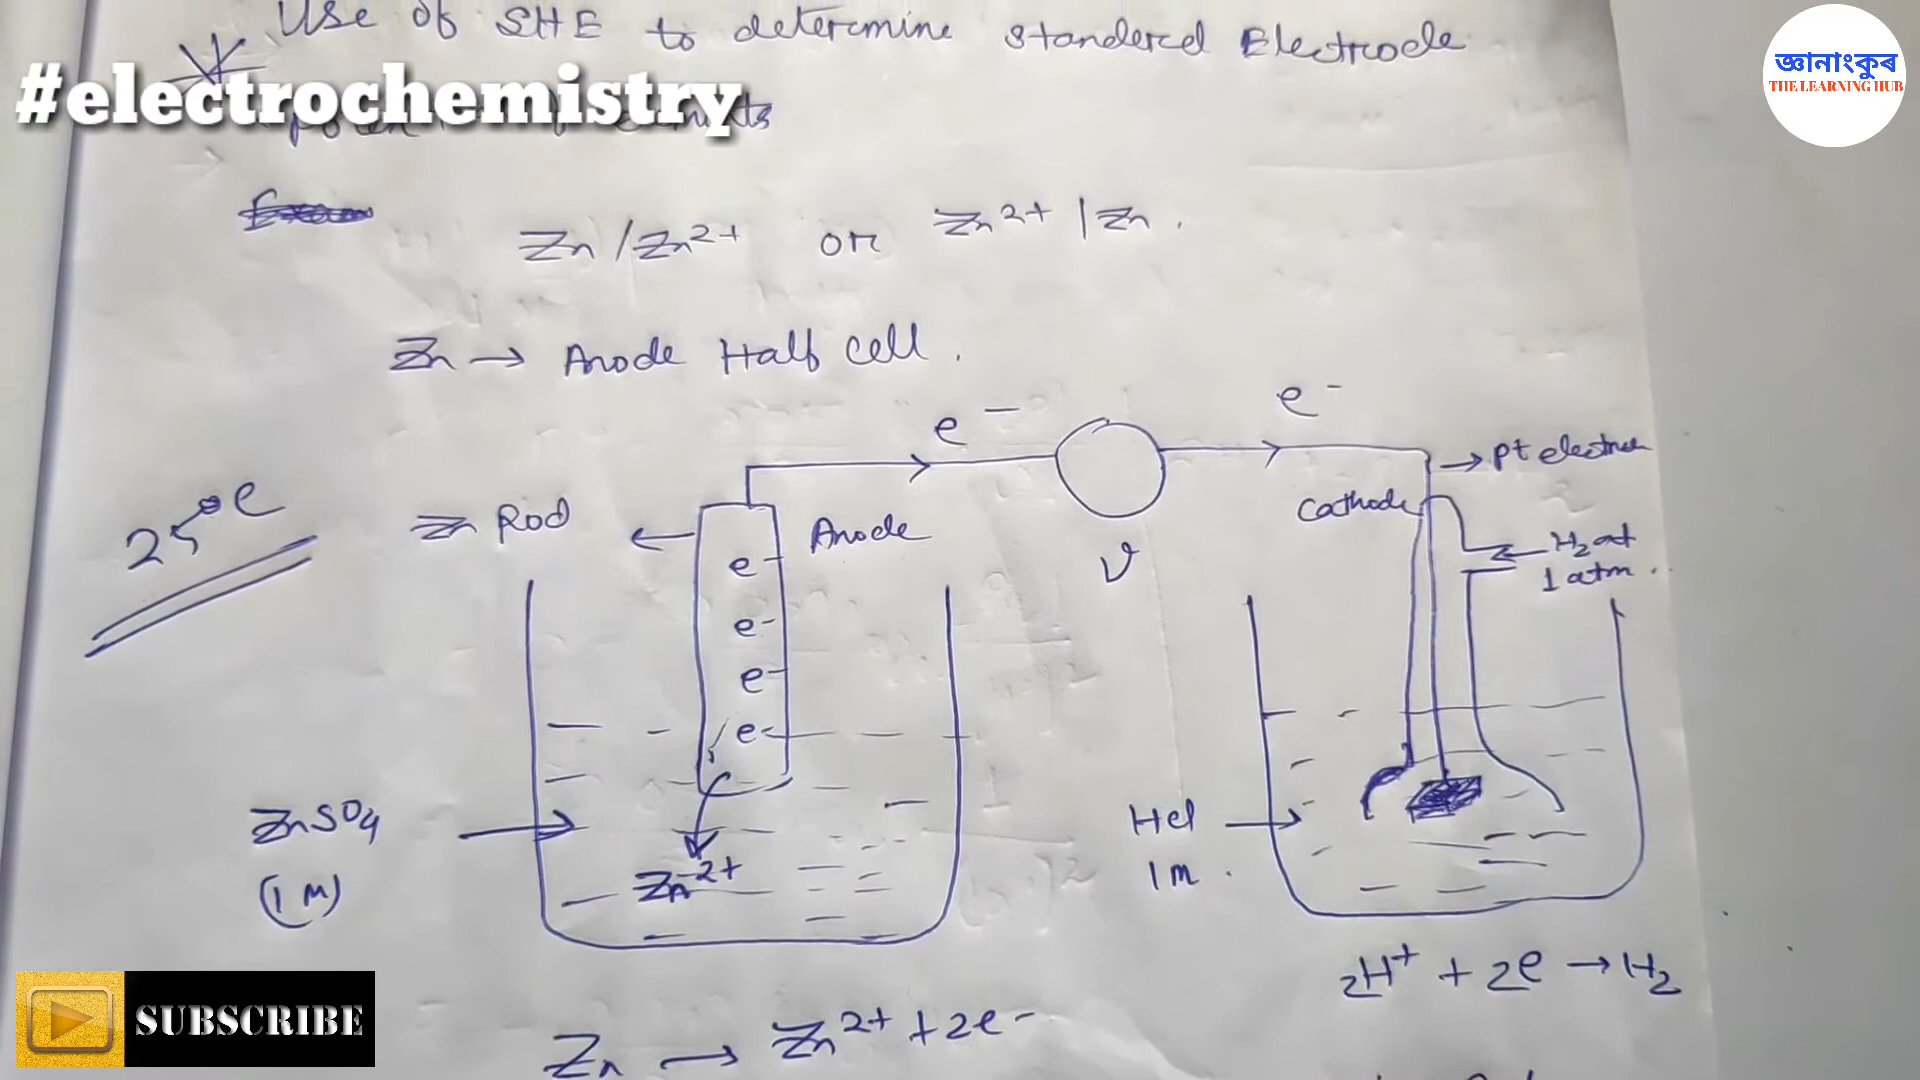 Use of SHE to determine standered Electrode
#electrochemistry
জ্ঞানাংকুৰ
THE LEARNING HUB
Zn / Zn2+ or Zn2+ | Zn .
Zn → Anode Half cell .
e- e-
→ pt
25°C
Zn Rod ← Anode
Cathode
V
← H2 at
1 atm .
e-
e-
e-
e-
ZnSO4 →
(1 M)
Zn2+
Hcl →
1 M .
2H+ + 2e → H2
Zn → Zn2+ + 2e-
SUBSCRIBE